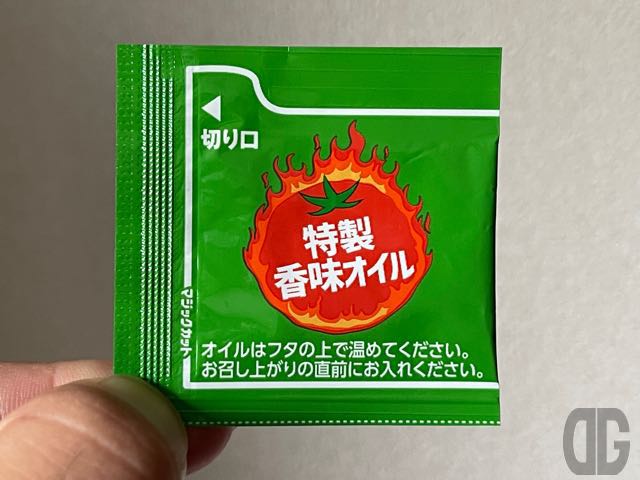 切り口
特製
香味オイル
マジックカット
オイルはフタの上で温めてください。
お召し上がりの直前にお入れください。
DG